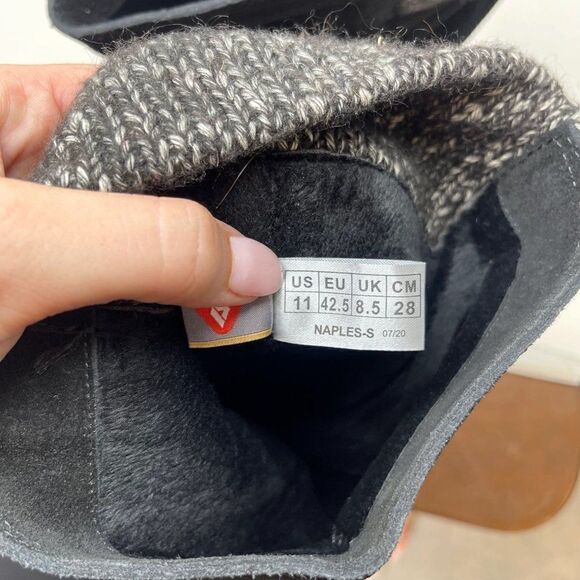 US EU UK CM
11 42.5 8.5 28
NAPLES-S 07/20